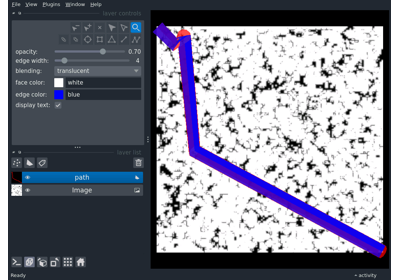 File View Plugins Window Help
layer controls
opacity: 0.70
edge width: 4
blending: translucent
face color: white
edge color: blue
display text:
layer list
path
Image
Ready
activity